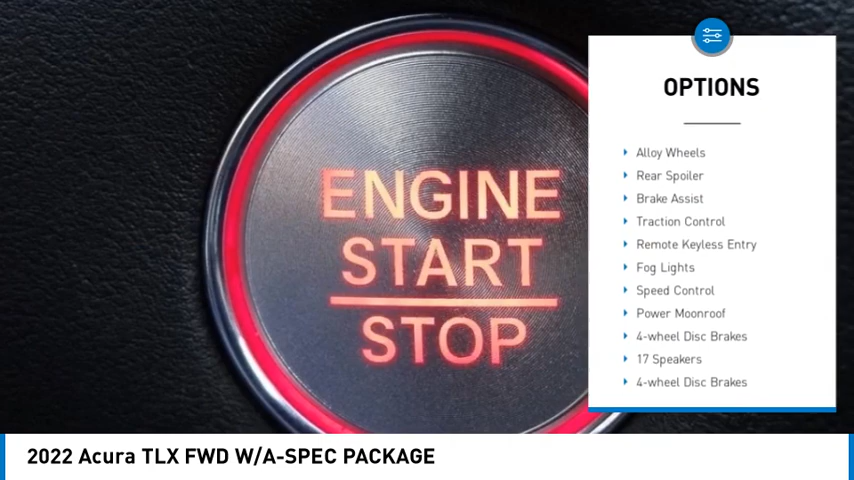 ENGINE
START
STOP
OPTIONS
Alloy Wheels
Rear Spoiler
Brake Assist
Traction Control
Remote Keyless Entry
Fog Lights
Speed Control
Power Moonroof
4-wheel Disc Brakes
17 Speakers
4-wheel Disc Brakes
2022 Acura TLX FWD W/A-SPEC PACKAGE